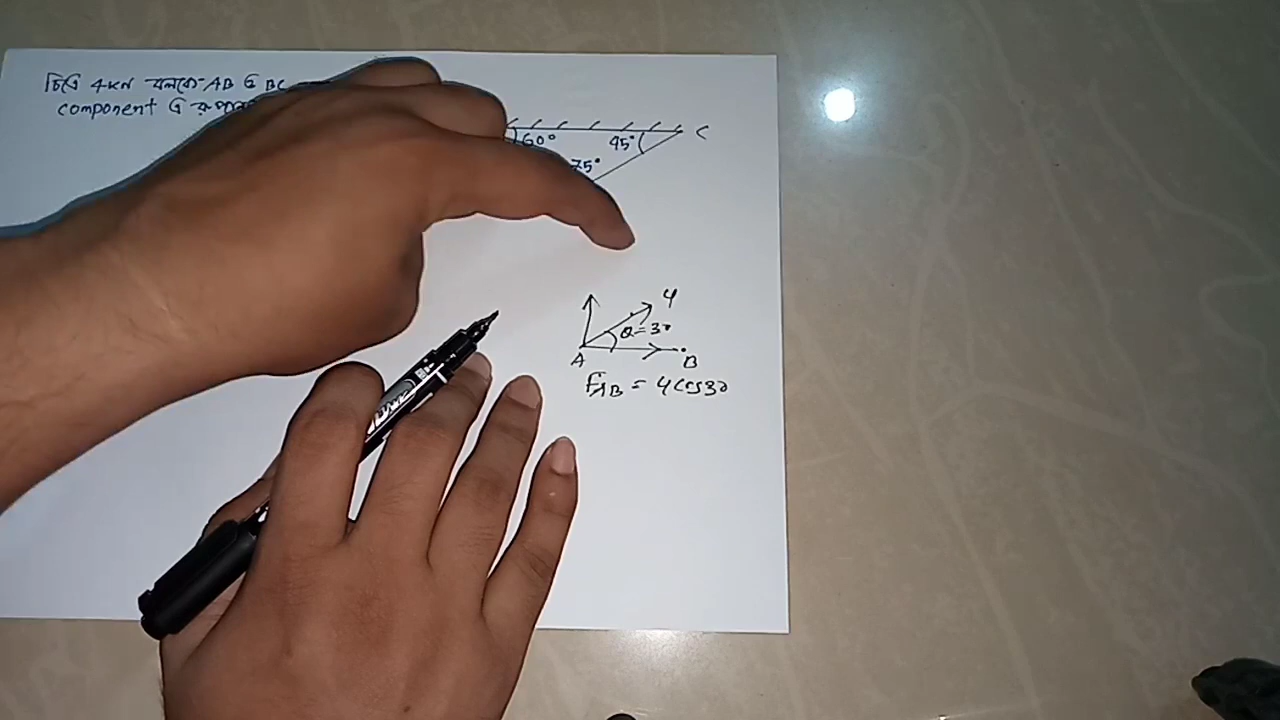 চিত্রে 4KN বলকে AB ও BC
component এ রূপা
60°
45°
C
75°
4
θ=30
A
B
FAB = 4cos30